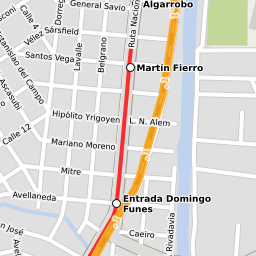 Algarrobo
General Savio
Dorrego
Lavalle
Vélez
Sársfield
Ruta Nacional
Calle 4
Belgrano
Santos Vega
Martín Fierro
Estanislao del Campo
Ascasubi
Calle 12
Hipólito Yrigoyen
L. N. Alem
Mariano Moreno
Mitre
Avellaneda
Entrada Domingo
Funes
Rivadavia
Caeiro